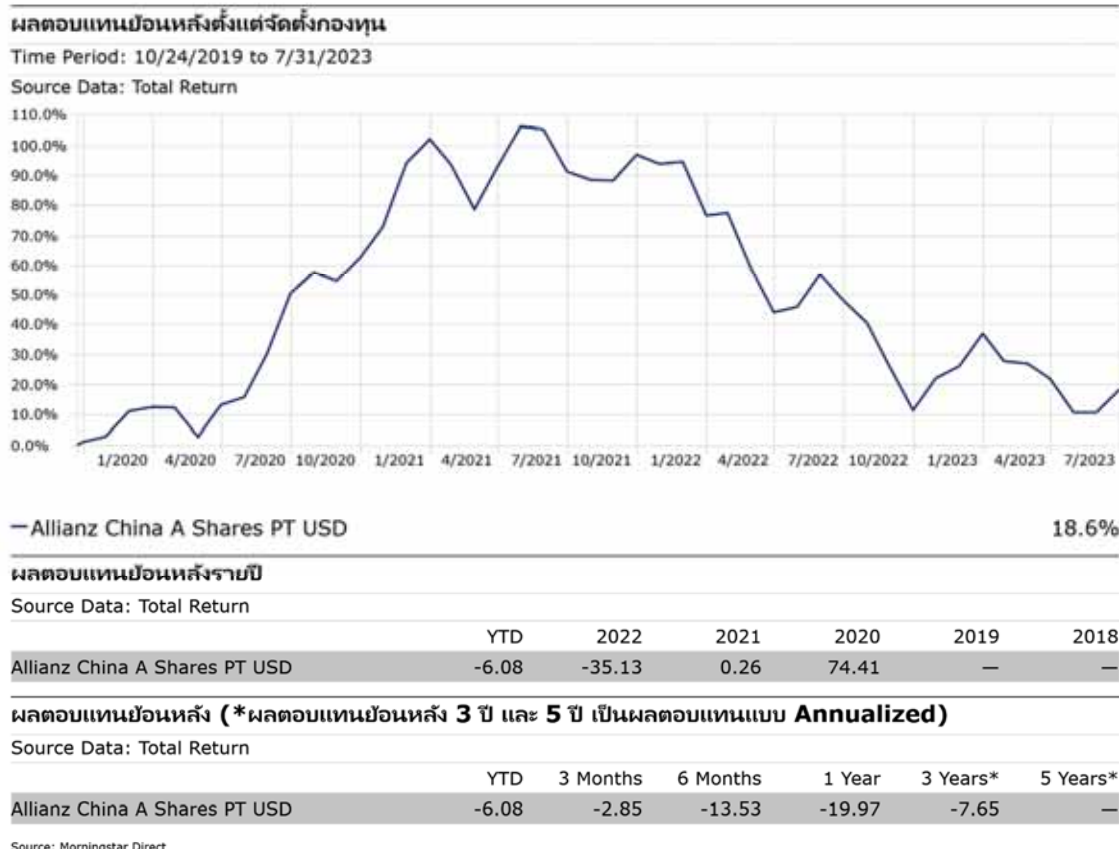 ผลตอบแทนย้อนหลังตั้งแต่จัดตั้งกองทุน
Time Period: 10/24/2019 to 7/31/2023
Source Data: Total Return
110.0%
100.0%
90.0%
80.0%
70.0%
60.0%
50.0%
40.0%
30.0%
20.0%
10.0%
0.0%
1/2020 4/2020 7/2020 10/2020 1/2021 4/2021 7/2021 10/2021 1/2022 4/2022 7/2022 10/2022 1/2023 4/2023 7/2023
Allianz China A Shares PT USD 18.6%
ผลตอบแทนย้อนหลังรายปี
Source Data: Total Return
YTD 2022 2021 2020 2019 2018
Allianz China A Shares PT USD -6.08 -35.13 0.26 74.41 — —
ผลตอบแทนย้อนหลัง (*ผลตอบแทนย้อนหลัง 3 ปี และ 5 ปี เป็นผลตอบแทนแบบ Annualized)
Source Data: Total Return
YTD 3 Months 6 Months 1 Year 3 Years* 5 Years*
Allianz China A Shares PT USD -6.08 -2.85 -13.53 -19.97 -7.65 —
Source: Morningstar Direct